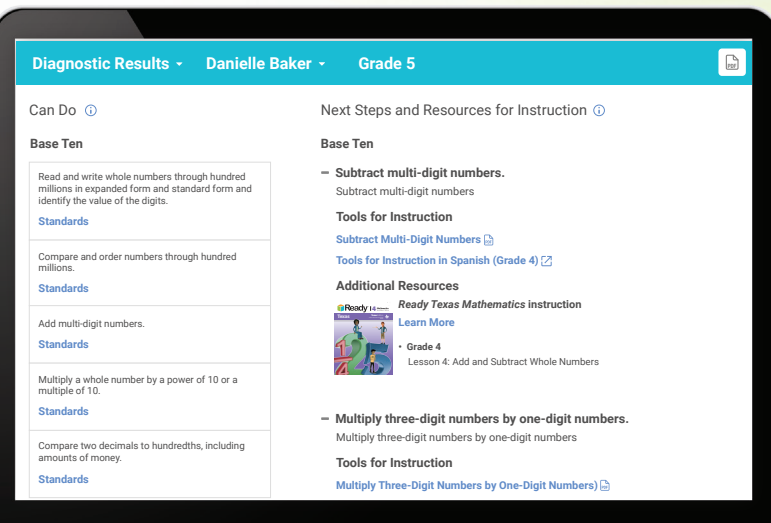 Diagnostic Results
Danielle Baker
Grade 5
PDF
Can Do
Base Ten
Read and write whole numbers through hundred
millions in expanded form and standard form and
identify the value of the digits.
Standards
Compare and order numbers through hundred
millions.
Standards
Add multi-digit numbers.
Standards
Multiply a whole number by a power of 10 or a
multiple of 10.
Standards
Compare two decimals to hundredths, including
amounts of money.
Standards
Next Steps and Resources for Instruction
Base Ten
Subtract multi-digit numbers.
Subtract multi-digit numbers
Tools for Instruction
Subtract Multi-Digit Numbers
Tools for Instruction in Spanish (Grade 4)
Additional Resources
Ready
Texas
Ready Texas Mathematics instruction
Learn More
• Grade 4
Lesson 4: Add and Subtract Whole Numbers
Multiply three-digit numbers by one-digit numbers.
Multiply three-digit numbers by one-digit numbers
Tools for Instruction
Multiply Three-Digit Numbers by One-Digit Numbers)